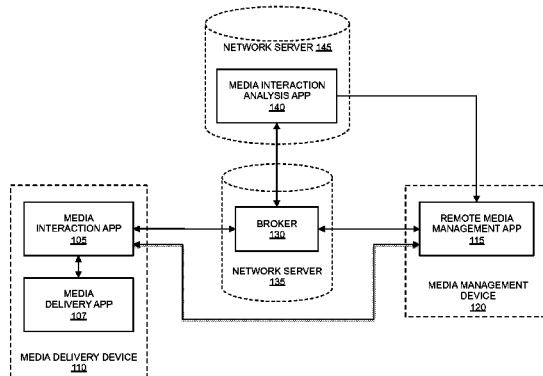 NETWORK SERVER 145
MEDIA INTERACTION
ANALYSIS APP
140
MEDIA
INTERACTION APP
105
BROKER
130
REMOTE MEDIA
MANAGEMENT APP
115
MEDIA
DELIVERY APP
107
NETWORK SERVER
135
MEDIA MANAGEMENT
DEVICE
120
MEDIA DELIVERY DEVICE
110